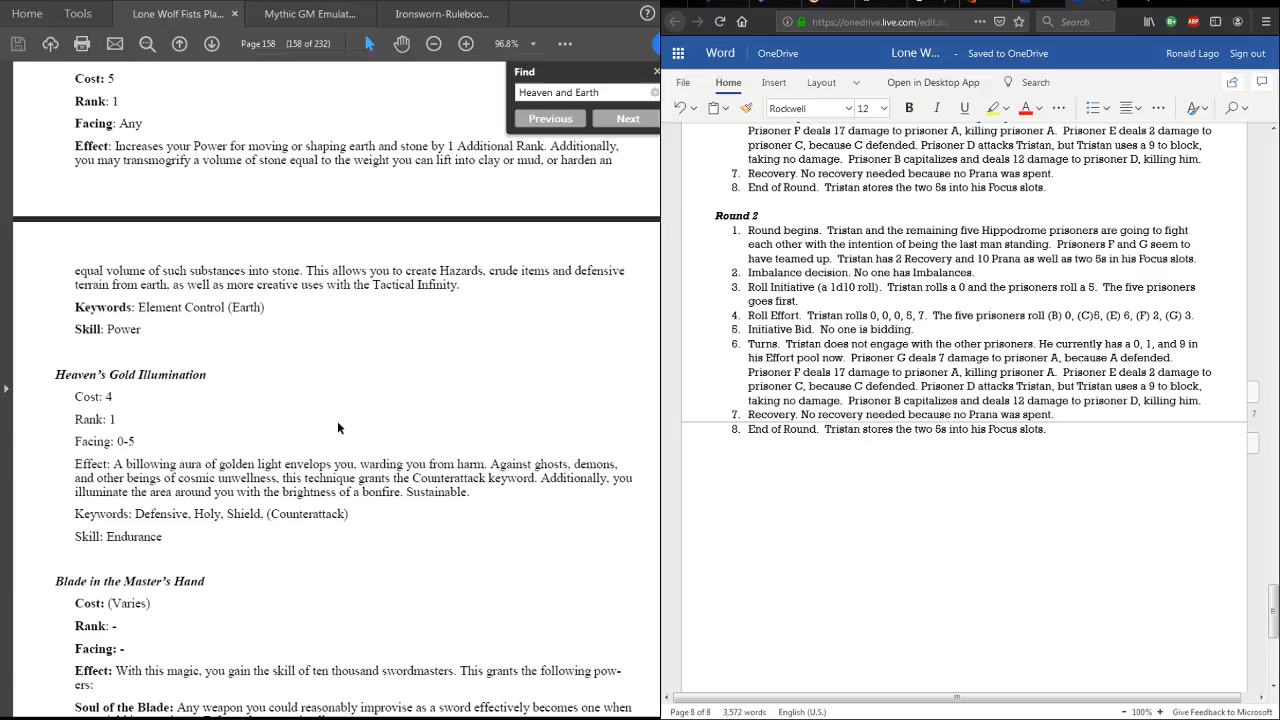 Home
Tools
Lone Wolf Fists Pla...
Mythic GM Emulat...
Ironsworn-Ruleboo...
Page 158
(158 of 232)
96.8%
Find
Heaven and Earth
Previous
Next
Cost: 5
Rank: 1
Facing: Any
Effect: Increases your Power for moving or shaping earth and stone by 1 Additional Rank. Additionally,
you may transmogrify a volume of stone equal to the weight you can lift into clay or mud, or harden an
equal volume of such substances into stone. This allows you to create Hazards, crude items and defensive
terrain from earth, as well as more creative uses with the Tactical Infinity.
Keywords: Element Control (Earth)
Skill: Power
Heaven's Gold Illumination
Cost: 4
Rank: 1
Facing: 0-5
Effect: A billowing aura of golden light envelops you, warding you from harm. Against ghosts, demons,
and other beings of cosmic unwellness, this technique grants the Counterattack keyword. Additionally, you
illuminate the area around you with the brightness of a bonfire. Sustainable.
Keywords: Defensive, Holy, Shield, (Counterattack)
Skill: Endurance
Blade in the Master's Hand
Cost: (Varies)
Rank: -
Facing: -
Effect: With this magic, you gain the skill of ten thousand swordmasters. This grants the following pow-
ers:
Soul of the Blade: Any weapon you could reasonably improvise as a sword effectively becomes one when
https://onedrive.live.com/edit.as
Search
ABP
Word
OneDrive
Lone W...
- Saved to OneDrive
Ronald Lago
Sign out
File
Home
Insert
Layout
Open in Desktop App
Search
Rockwell
12
B
I
U
A
Prisoner F deals 17 damage to prisoner A, killing prisoner A. Prisoner E deals 2 damage to
prisoner C, because C defended. Prisoner D attacks Tristan, but Tristan uses a 9 to block,
taking no damage. Prisoner B capitalizes and deals 12 damage to prisoner D, killing him.
7. Recovery. No recovery needed because no Prana was spent.
8. End of Round. Tristan stores the two 5s into his Focus slots.
Round 2
1. Round begins. Tristan and the remaining five Hippodrome prisoners are going to fight
each other with the intention of being the last man standing. Prisoners F and G seem to
have teamed up. Tristan has 2 Recovery and 10 Prana as well as two 5s in his Focus slots.
2. Imbalance decision. No one has Imbalances.
3. Roll Initiative (a 1d10 roll). Tristan rolls a 0 and the prisoners roll a 5. The five prisoners
goes first.
4. Roll Effort. Tristan rolls 0, 0, 0, 5, 7. The five prisoners roll (B) 0, (C)5, (E) 6, (F) 2, (G) 3.
5. Initiative Bid. No one is bidding.
6. Turns. Tristan does not engage with the other prisoners. He currently has a 0, 1, and 9 in
his Effort pool now. Prisoner G deals 7 damage to prisoner A, because A defended.
Prisoner F deals 17 damage to prisoner A, killing prisoner A. Prisoner E deals 2 damage to
prisoner C, because C defended. Prisoner D attacks Tristan, but Tristan uses a 9 to block,
taking no damage. Prisoner B capitalizes and deals 12 damage to prisoner D, killing him.
7. Recovery. No recovery needed because no Prana was spent.
8. End of Round. Tristan stores the two 5s into his Focus slots.
7
Page 8 of 8
3,572 words
English (U.S.)
100%
Give Feedback to Microsoft